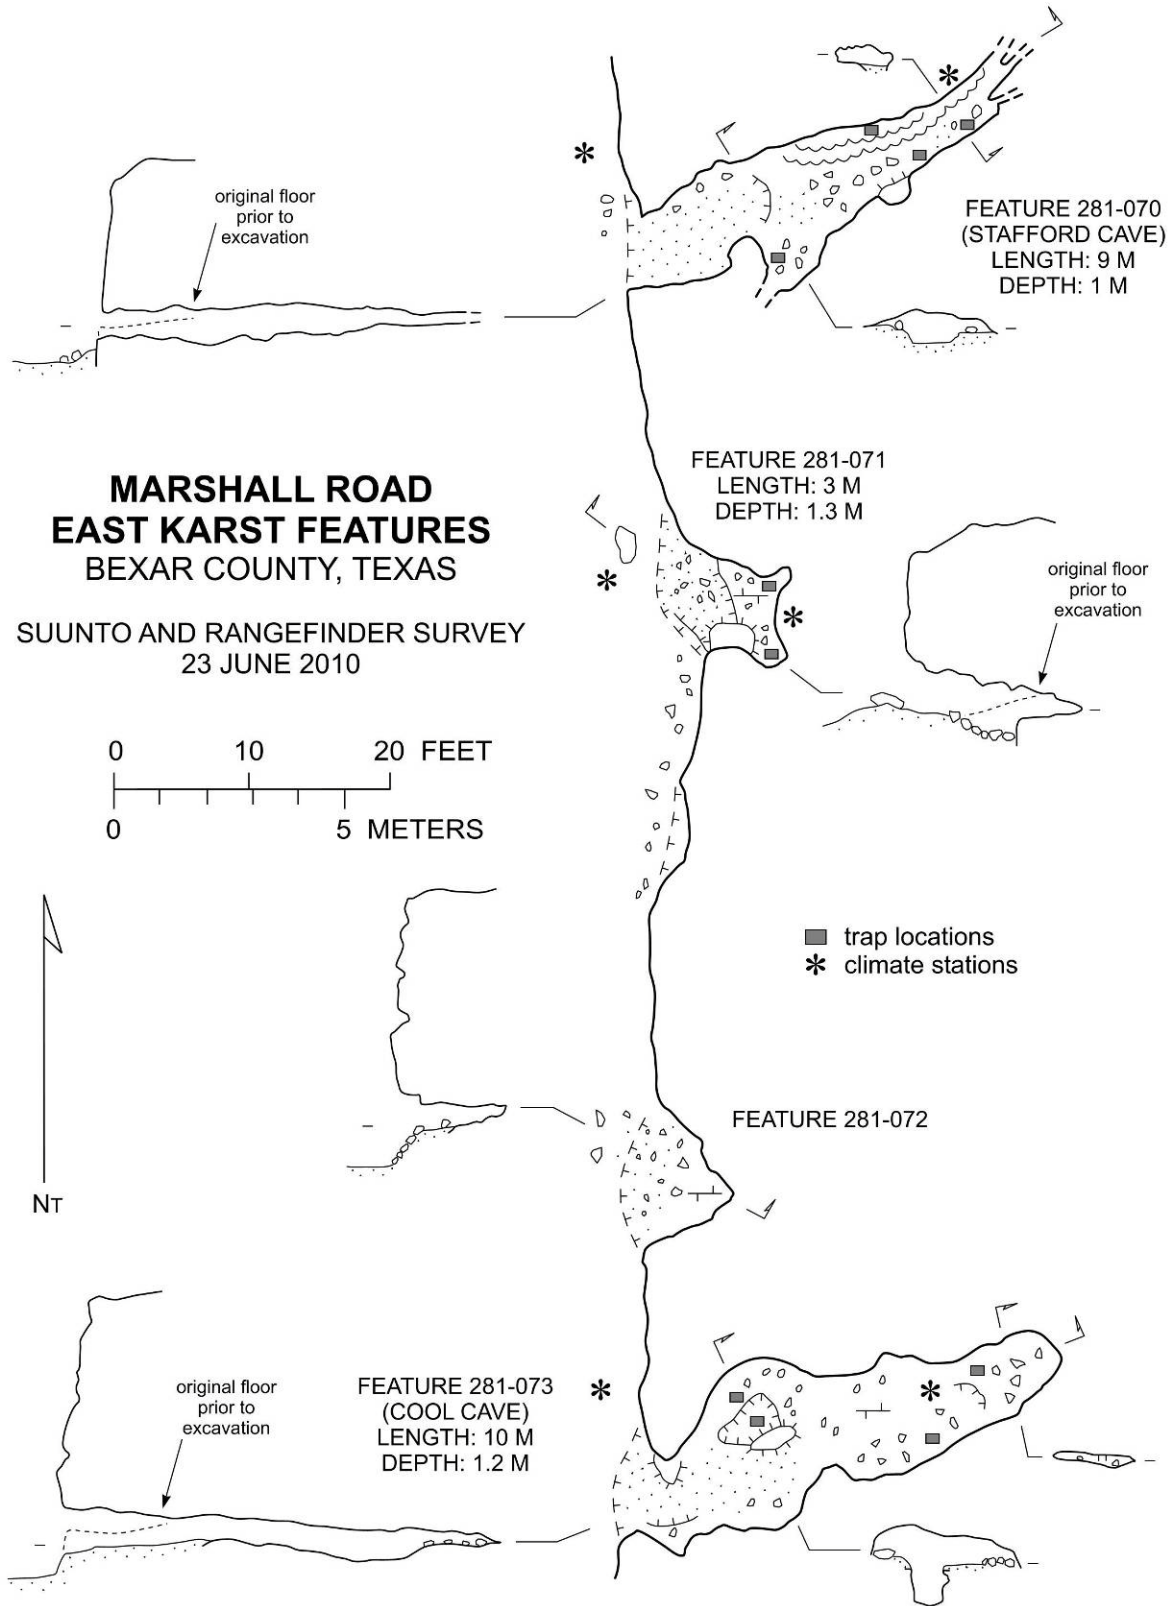 original floor
prior to
excavation
FEATURE 281-070
(STAFFORD CAVE)
LENGTH: 9 M
DEPTH: 1 M
FEATURE 281-071
LENGTH: 3 M
DEPTH: 1.3 M
MARSHALL ROAD
EAST KARST FEATURES
BEXAR COUNTY, TEXAS
SUUNTO AND RANGEFINDER SURVEY
23 JUNE 2010
original floor
prior to
excavation
0 10 20 FEET
0 5 METERS
trap locations
climate stations
NT
FEATURE 281-072
original floor
prior to
excavation
FEATURE 281-073
(COOL CAVE)
LENGTH: 10 M
DEPTH: 1.2 M